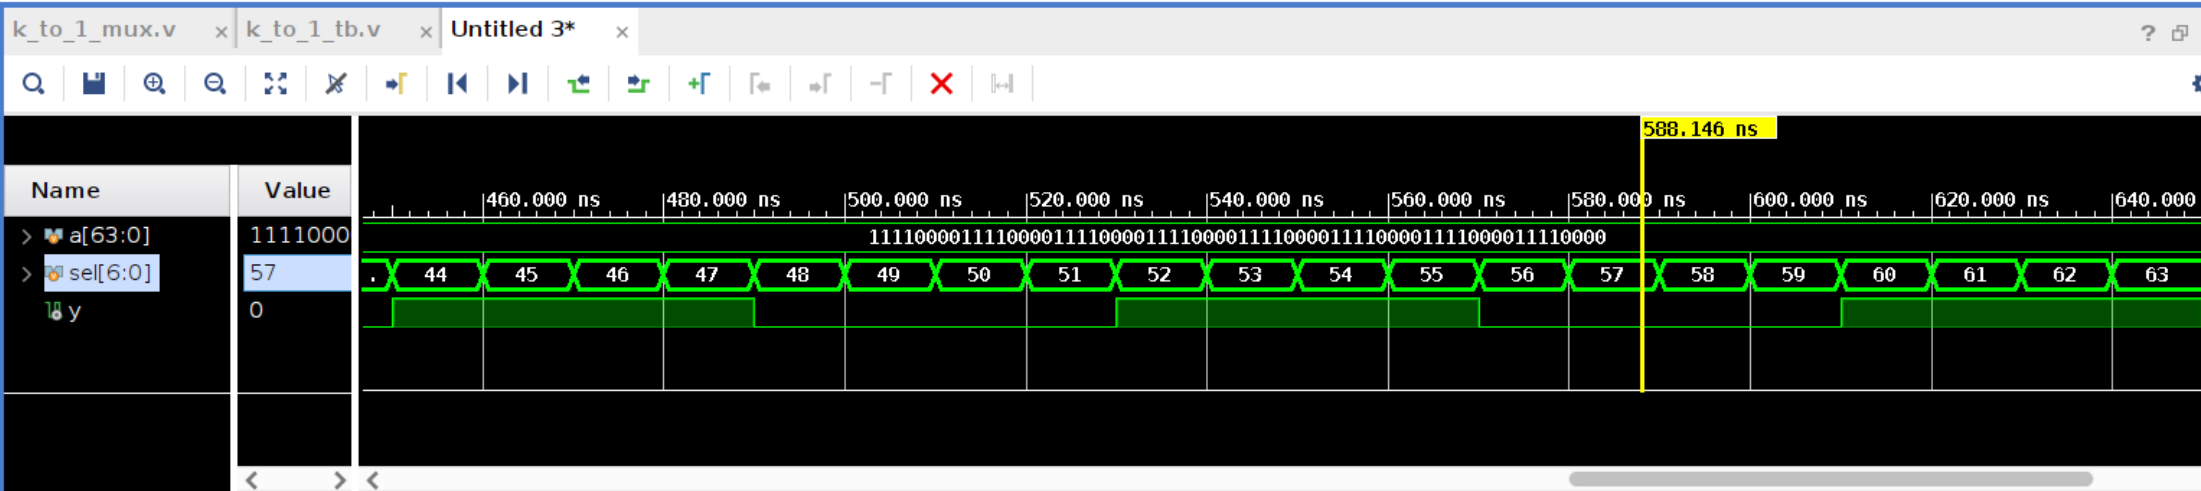 k_to_1_mux.v × k_to_1_tb.v × Untitled 3* × ?
588.146 ns
Name Value 460.000 ns 480.000 ns 500.000 ns 520.000 ns 540.000 ns 560.000 ns 580.000 ns 600.000 ns 620.000 ns 640.000
a[63:0] 1111000 1111000011110000111100001111000011110000111100001111000011110000
sel[6:0] 57 . 44 45 46 47 48 49 50 51 52 53 54 55 56 57 58 59 60 61 62 63
y 0